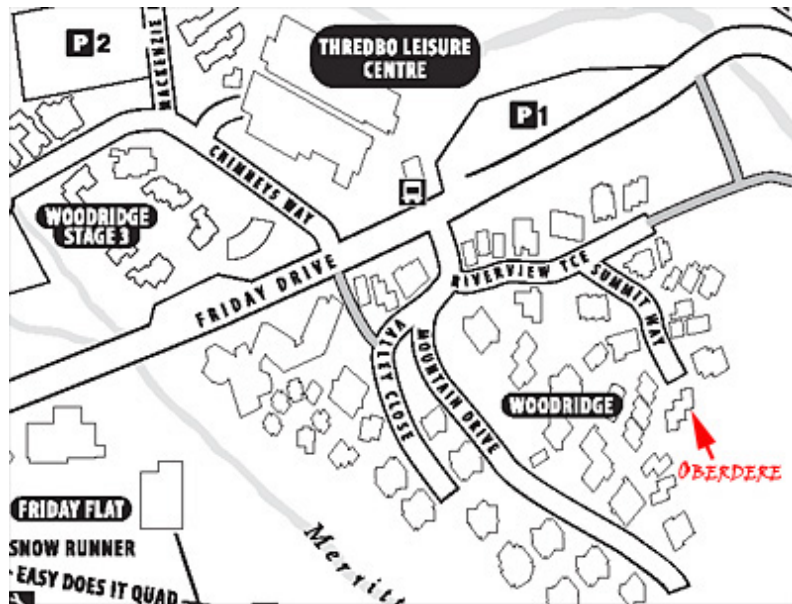 P 2
MACKENZIE
THREDBO LEISURE
CENTRE
P 1
CHIMNEYS WAY
WOODRIDGE
STAGE 3
FRIDAY DRIVE
RIVERVIEW TCE
SUMMIT WAY
VALLEY CLOSE
MOUNTAIN DRIVE
WOODRIDGE
OBERDERE
FRIDAY FLAT
SNOW RUNNER
EASY DOES IT QUAD
Merritt